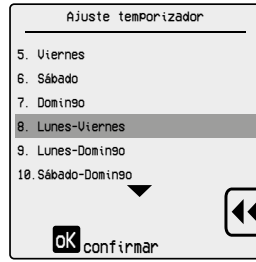 Ajuste temporizador
5. Viernes
6. Sábado
7. Domingo
8. Lunes-Viernes
9. Lunes-Domingo
10. Sábado-Domingo
oK confirmar